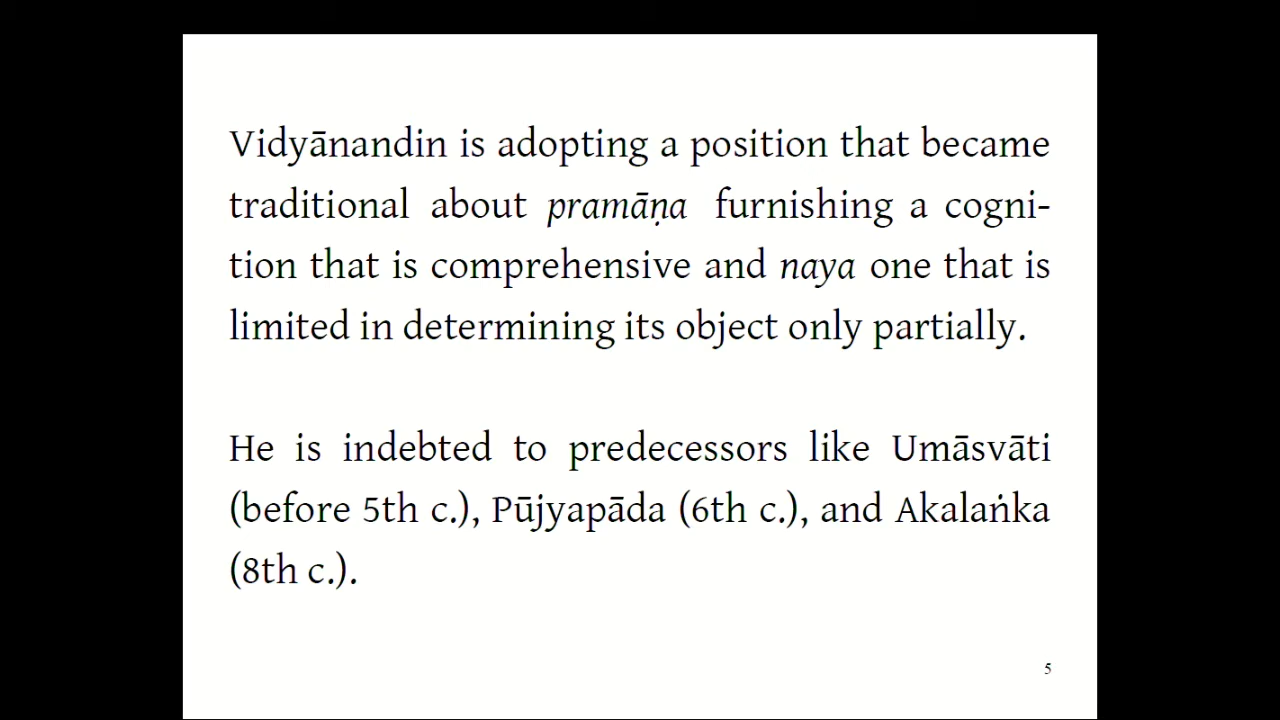 Vidyānandin is adopting a position that became
traditional about pramāṇa furnishing a cogni-
tion that is comprehensive and naya one that is
limited in determining its object only partially.
He is indebted to predecessors like Umāsvāti
(before 5th c.), Pūjyapāda (6th c.), and Akalaṅka
(8th c.).
5